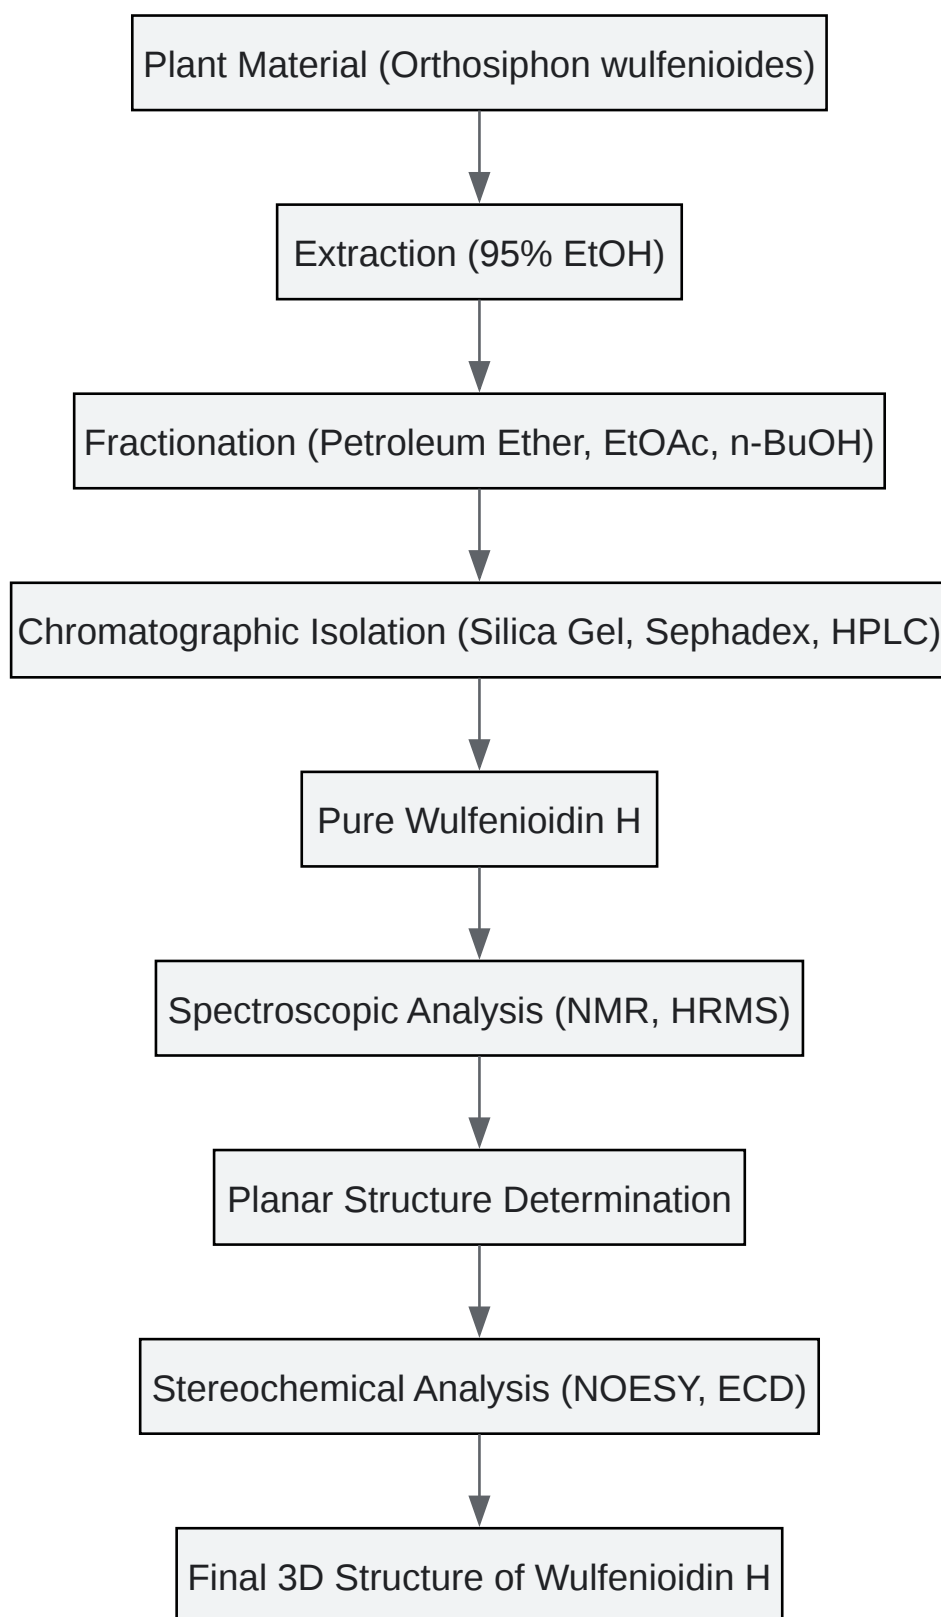 Plant Material (Orthosiphon wulfenioides)
Extraction (95% EtOH)
Fractionation (Petroleum Ether, EtOAc, n-BuOH)
Chromatographic Isolation (Silica Gel, Sephadex, HPLC)
Pure Wulfenioidin H
Spectroscopic Analysis (NMR, HRMS)
Planar Structure Determination
Stereochemical Analysis (NOESY, ECD)
Final 3D Structure of Wulfenioidin H